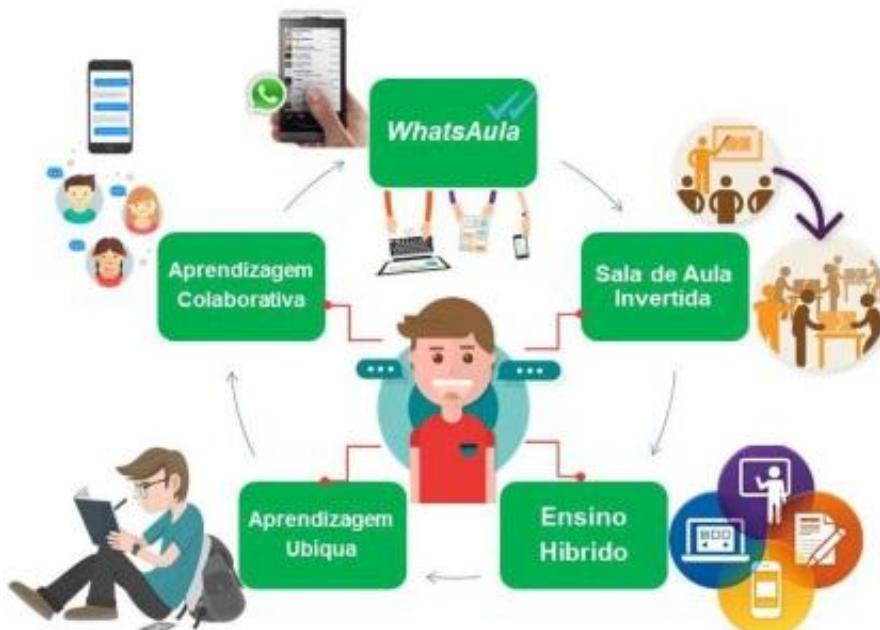 WhatsAula
Sala de Aula
Invertida
Ensino
Hibrido
Aprendizagem
Ubiqua
Aprendizagem
Colaborativa